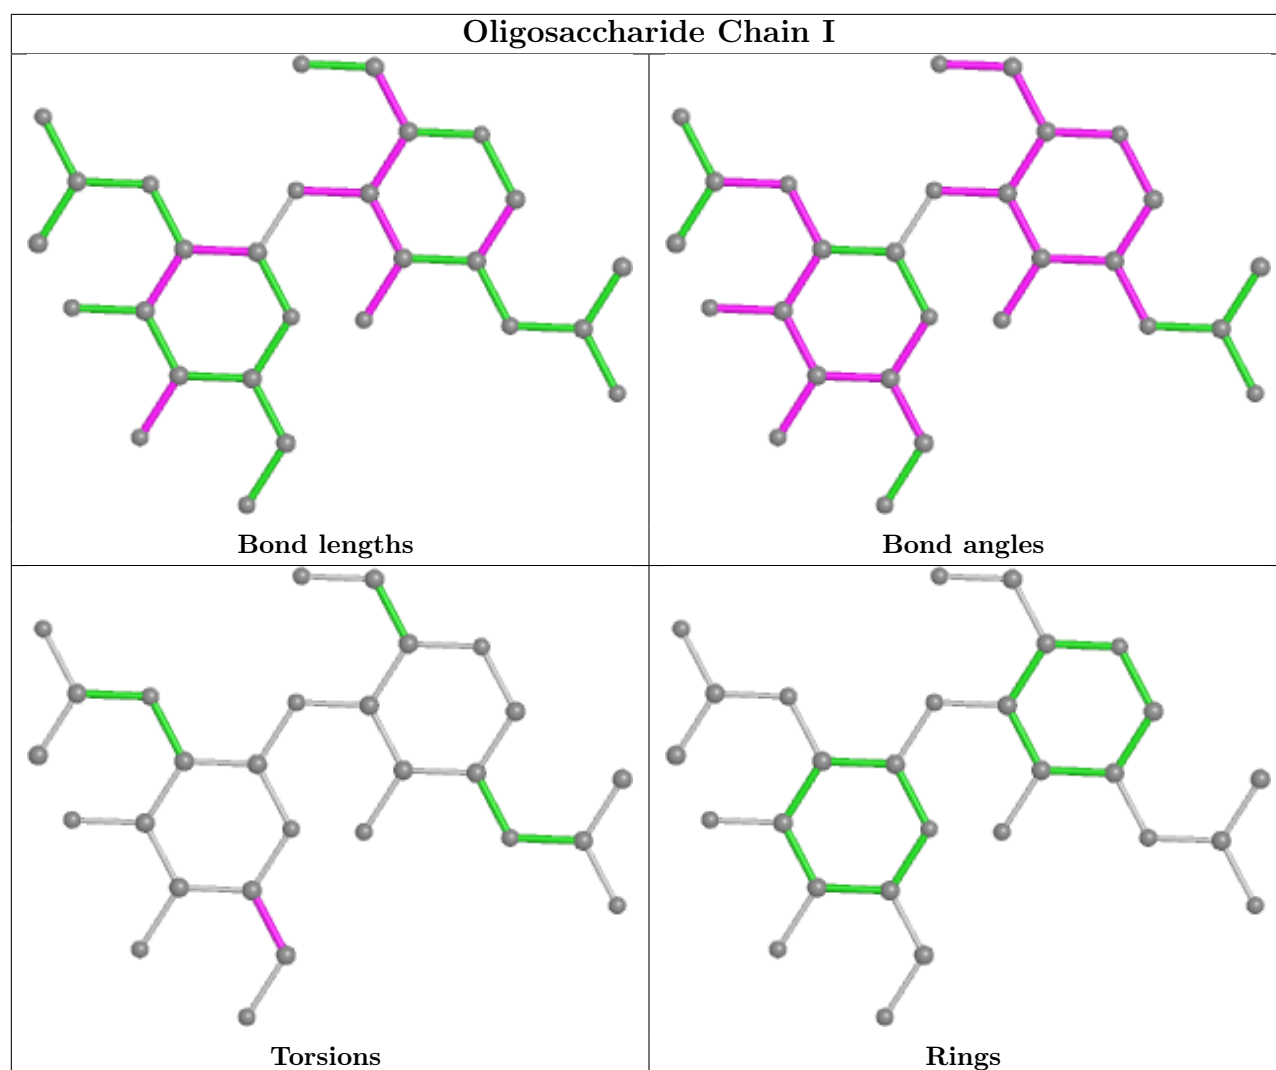 Oligosaccharide Chain I
Bond lengths
Bond angles
Torsions
Rings